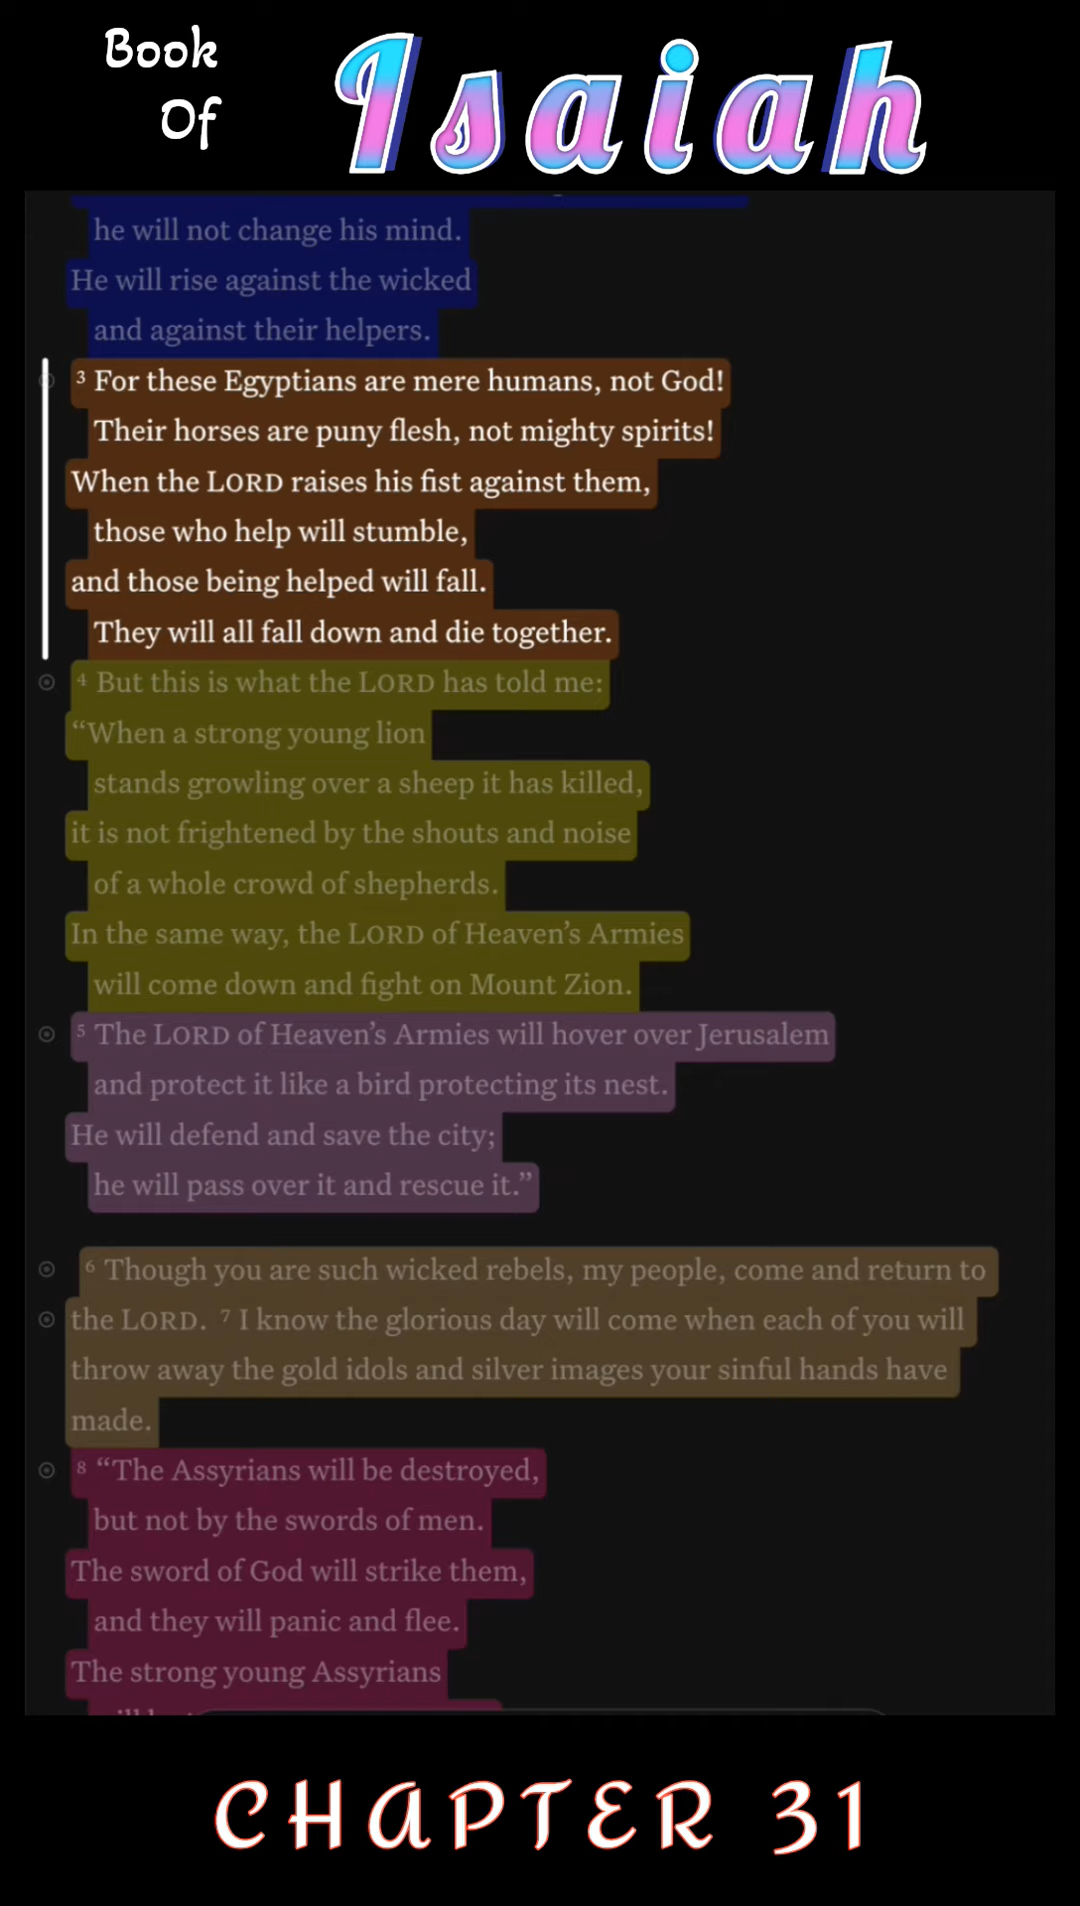 Book
Of
Isaiah
he will not change his mind.
He will rise against the wicked
and against their helpers.
3 For these Egyptians are mere humans, not God!
Their horses are puny flesh, not mighty spirits!
When the LORD raises his fist against them,
those who help will stumble,
and those being helped will fall.
They will all fall down and die together.
4 But this is what the LORD has told me:
“When a strong young lion
stands growling over a sheep it has killed,
it is not frightened by the shouts and noise
of a whole crowd of shepherds.
In the same way, the LORD of Heaven’s Armies
will come down and fight on Mount Zion.
5 The LORD of Heaven’s Armies will hover over Jerusalem
and protect it like a bird protecting its nest.
He will defend and save the city;
he will pass over it and rescue it.”
6 Though you are such wicked rebels, my people, come and return to
the LORD. 7 I know the glorious day will come when each of you will
throw away the gold idols and silver images your sinful hands have
made.
8 “The Assyrians will be destroyed,
but not by the swords of men.
The sword of God will strike them,
and they will panic and flee.
The strong young Assyrians
CHAPTER 31